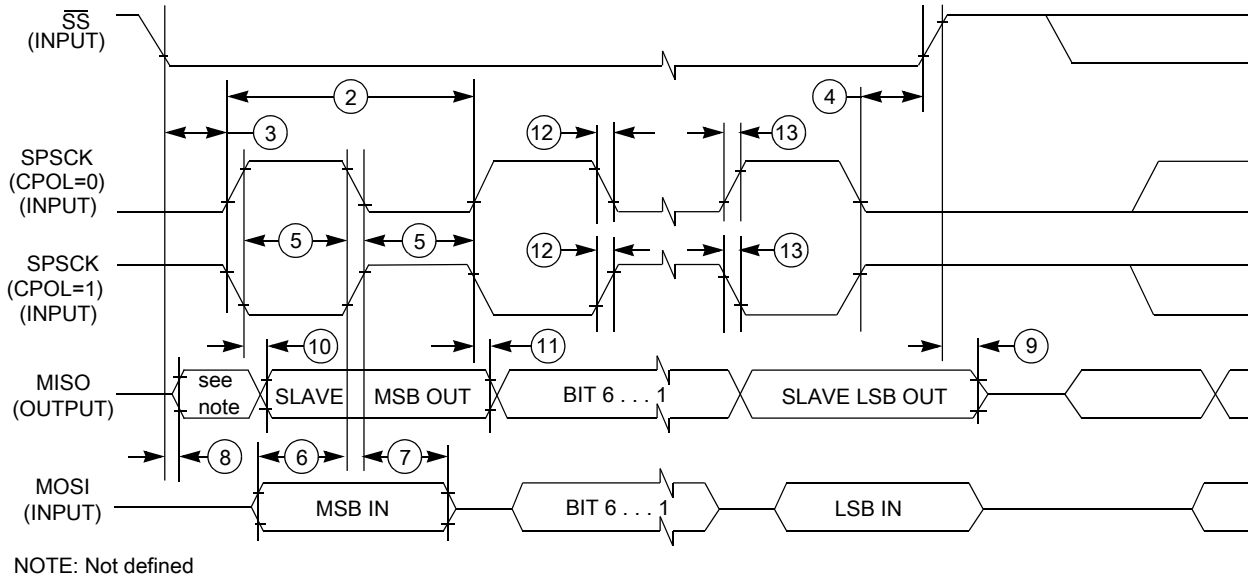 SS
(INPUT)
2
4
3
12
13
SPSCK
(CPOL=0)
(INPUT)
5
5
12
13
SPSCK
(CPOL=1)
(INPUT)
10
11
9
MISO
(OUTPUT)
see
note
SLAVE
MSB OUT
BIT 6 . . . 1
SLAVE LSB OUT
8
6
7
MOSI
(INPUT)
MSB IN
BIT 6 . . . 1
LSB IN
NOTE: Not defined